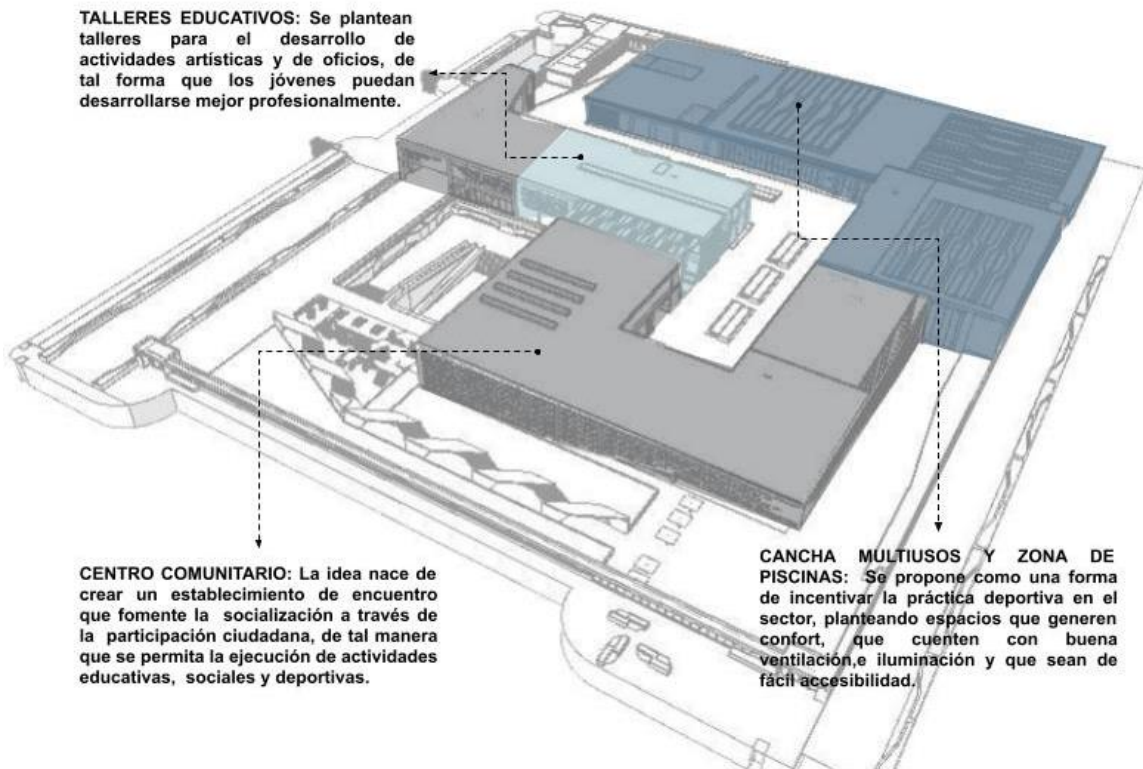 TALLERES EDUCATIVOS: Se plantean
talleres para el desarrollo de
actividades artísticas y de oficios, de
tal forma que los jóvenes puedan
desarrollarse mejor profesionalmente.
CENTRO COMUNITARIO: La idea nace de
crear un establecimiento de encuentro
que fomente la socialización a través de
la participación ciudadana, de tal manera
que se permita la ejecución de actividades
educativas, sociales y deportivas.
CANCHA MULTIUSOS Y ZONA DE
PISCINAS: Se propone como una forma
de incentivar la práctica deportiva en el
sector, planteando espacios que generen
confort, que cuenten con buena
ventilación,e iluminación y que sean de
fácil accesibilidad.